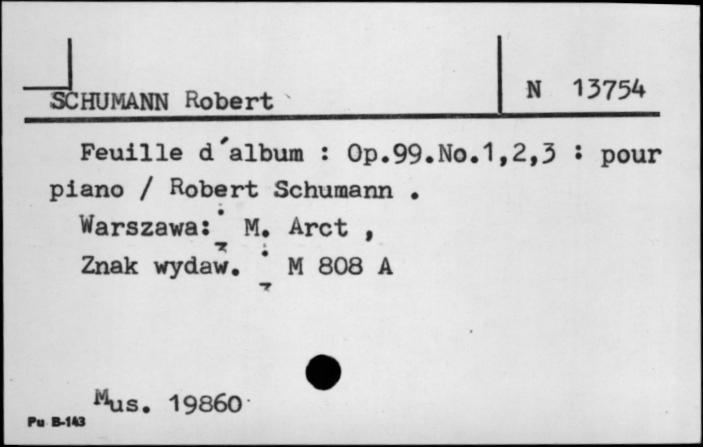 SCHUMANN Robert
N 13754
Feuille d'album : Op.99.No.1,2,3 : pour
piano / Robert Schumann .
Warszawa: M. Arct ,
Znak wydaw. M 808 A
Mus. 19860
Pu B-143